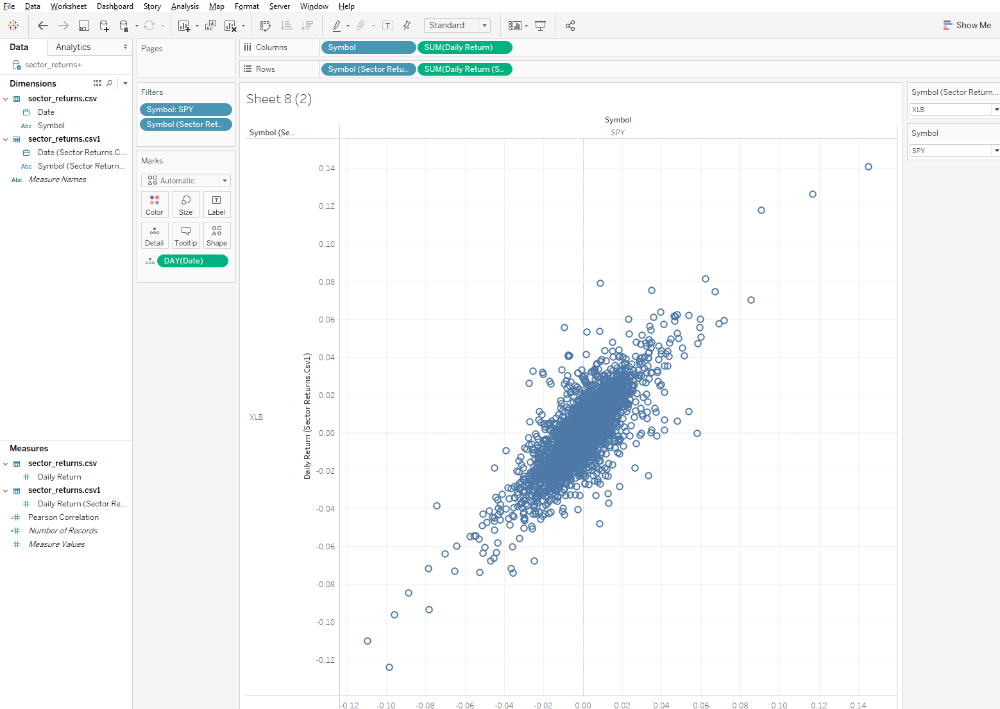 File Data Worksheet Dashboard Story Analysis Map Format Server Window Help
Standard Show Me
Data Analytics
sector_returns+
Dimensions
sector_returns.csv
Date
Abc Symbol
sector_returns.csv1
Date (Sector Returns.C...
Abc Symbol (Sector Return...
Abc Measure Names
Measures
sector_returns.csv
Daily Return
sector_returns.csv1
Daily Return (Sector Re...
Pearson Correlation
Number of Records
Measure Values
Pages
Filters
Symbol: SPY
Symbol (Sector Ret..
Marks
Automatic
Color Size Label
Detail Tooltip Shape
DAY(Date)
Columns Symbol SUM(Daily Return)
Rows Symbol (Sector Retu.. SUM(Daily Return (S..
Sheet 8 (2)
Symbol
Symbol (Se.. SPY
XLB
Daily Return (Sector Returns.Csv1)
0.14
0.12
0.10
0.08
0.06
0.04
0.02
0.00
-0.02
-0.04
-0.06
-0.08
-0.10
-0.12
-0.12 -0.10 -0.08 -0.06 -0.04 -0.02 0.00 0.02 0.04 0.06 0.08 0.10 0.12 0.14
Symbol (Sector Return...
XLB
Symbol
SPY